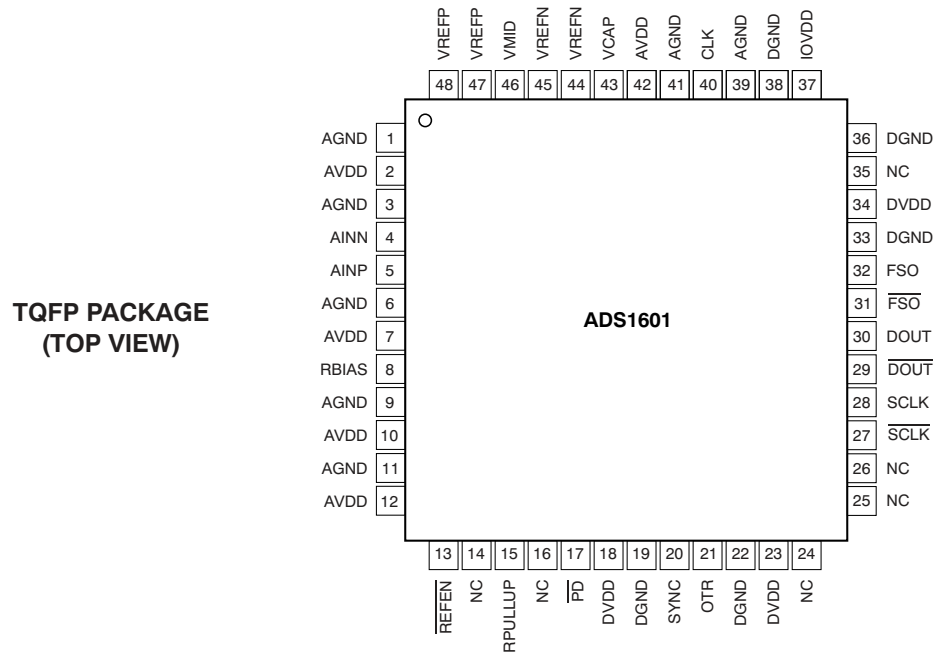 VREFP VREFP VMID VREFN VREFN VCAP AVDD AGND CLK AGND DGND IOVDD
48 47 46 45 44 43 42 41 40 39 38 37
AGND 1
AVDD 2
AGND 3
AINN 4
AINP 5
AGND 6
AVDD 7
RBIAS 8
AGND 9
AVDD 10
AGND 11
AVDD 12
TQFP PACKAGE
(TOP VIEW)
ADS1601
36 DGND
35 NC
34 DVDD
33 DGND
32 FSO
31 F̅S̅O̅
30 DOUT
29 D̅O̅U̅T̅
28 SCLK
27 S̅C̅L̅K̅
26 NC
25 NC
13 14 15 16 17 18 19 20 21 22 23 24
R̅E̅F̅E̅N̅ NC RPULLUP NC P̅D̅ DVDD DGND SYNC OTR DGND DVDD NC